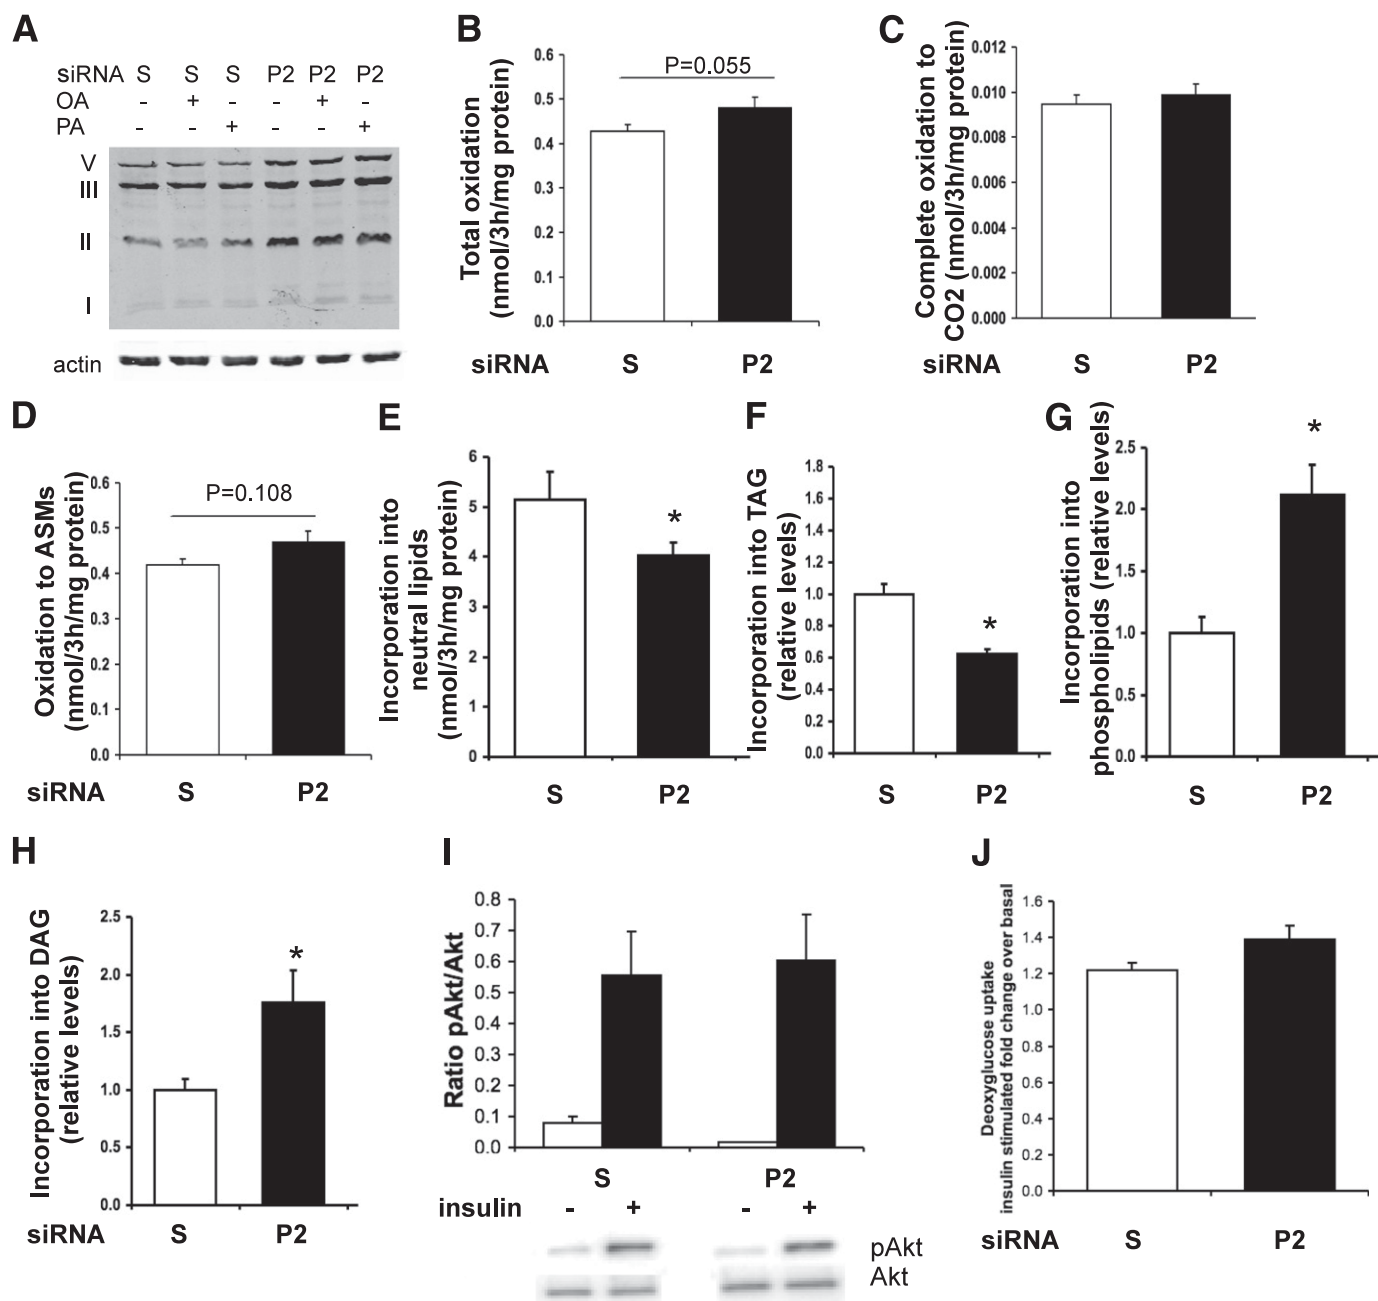 A
siRNA S S S P2 P2 P2
OA - + - - + -
PA - - + - - +
V
III
II
I
actin
B
Total oxidation
(nmol/3h/mg protein)
0.6
0.5
0.4
0.3
0.2
0.1
0.0
P=0.055
siRNA S P2
C
Complete oxidation to
CO2 (nmol/3h/mg protein)
0.012
0.010
0.008
0.006
0.004
0.002
0.000
siRNA S P2
D
Oxidation to ASMs
(nmol/3h/mg protein)
0.6
0.5
0.4
0.3
0.2
0.1
0.0
P=0.108
siRNA S P2
E
Incorporation into
neutral lipids
(nmol/3h/mg protein)
6
5
4
3
2
1
0
*
S P2
F
Incorporation into TAG
(relative levels)
1.8
1.6
1.4
1.2
1.0
0.8
0.6
0.4
0.2
0.0
*
S P2
G
Incorporation into
phospholipids (relative levels)
2.5
2.0
1.5
1.0
0.5
0.0
*
S P2
H
Incorporation into DAG
(relative levels)
2.5
2.0
1.5
1.0
0.5
0.0
*
siRNA S P2
I
Ratio pAkt/Akt
0.8
0.7
0.6
0.5
0.4
0.3
0.2
0.1
0.0
S P2
insulin - + - +
pAkt
Akt
J
Deoxyglucose uptake
insulin stimulated fold change over basal
1.6
1.4
1.2
1.0
0.8
0.6
0.4
0.2
0.0
siRNA S P2